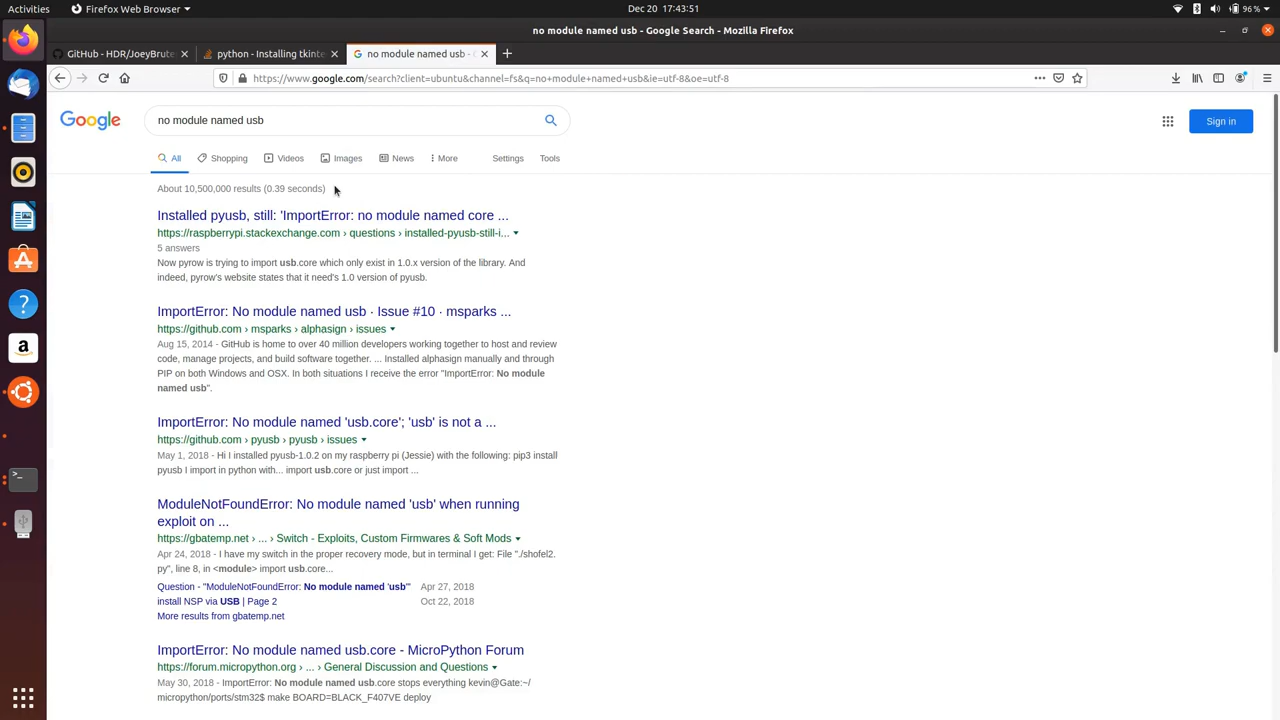 Activities
Firefox Web Browser
Dec 20 17:43:51
96 %
no module named usb - Google Search - Mozilla Firefox
GitHub - HDR/JoeyBrute
python - Installing tkinte
no module named usb -
https://www.google.com/search?client=ubuntu&channel=fs&q=no+module+named+usb&ie=utf-8&oe=utf-8
Google
no module named usb
Sign in
All
Shopping
Videos
Images
News
More
Settings
Tools
About 10,500,000 results (0.39 seconds)
Installed pyusb, still: 'ImportError: no module named core ...
https://raspberrypi.stackexchange.com › questions › installed-pyusb-still-i...
5 answers
Now pyrow is trying to import usb.core which only exist in 1.0.x version of the library. And
indeed, pyrow's website states that it need's 1.0 version of pyusb.
ImportError: No module named usb · Issue #10 · msparks ...
https://github.com › msparks › alphasign › issues
Aug 15, 2014 - GitHub is home to over 40 million developers working together to host and review
code, manage projects, and build software together. ... Installed alphasign manually and through
PIP on both Windows and OSX. In both situations I receive the error "ImportError: No module
named usb".
ImportError: No module named 'usb.core'; 'usb' is not a ...
https://github.com › pyusb › pyusb › issues
May 1, 2018 - Hi I installed pyusb-1.0.2 on my raspberry pi (Jessie) with the following: pip3 install
pyusb I import in python with... import usb.core or just import ...
ModuleNotFoundError: No module named 'usb' when running
exploit on ...
https://gbatemp.net › ... › Switch - Exploits, Custom Firmwares & Soft Mods
Apr 24, 2018 - I have my switch in the proper recovery mode, but in terminal I get: File "./shofel2.
py", line 8, in <module> import usb.core...
Question - "ModuleNotFoundError: No module named 'usb'" Apr 27, 2018
install NSP via USB | Page 2 Oct 22, 2018
More results from gbatemp.net
ImportError: No module named usb.core - MicroPython Forum
https://forum.micropython.org › ... › General Discussion and Questions
May 30, 2018 - ImportError: No module named usb.core stops everything kevin@Gate:~/
micropython/ports/stm32$ make BOARD=BLACK_F407VE deploy